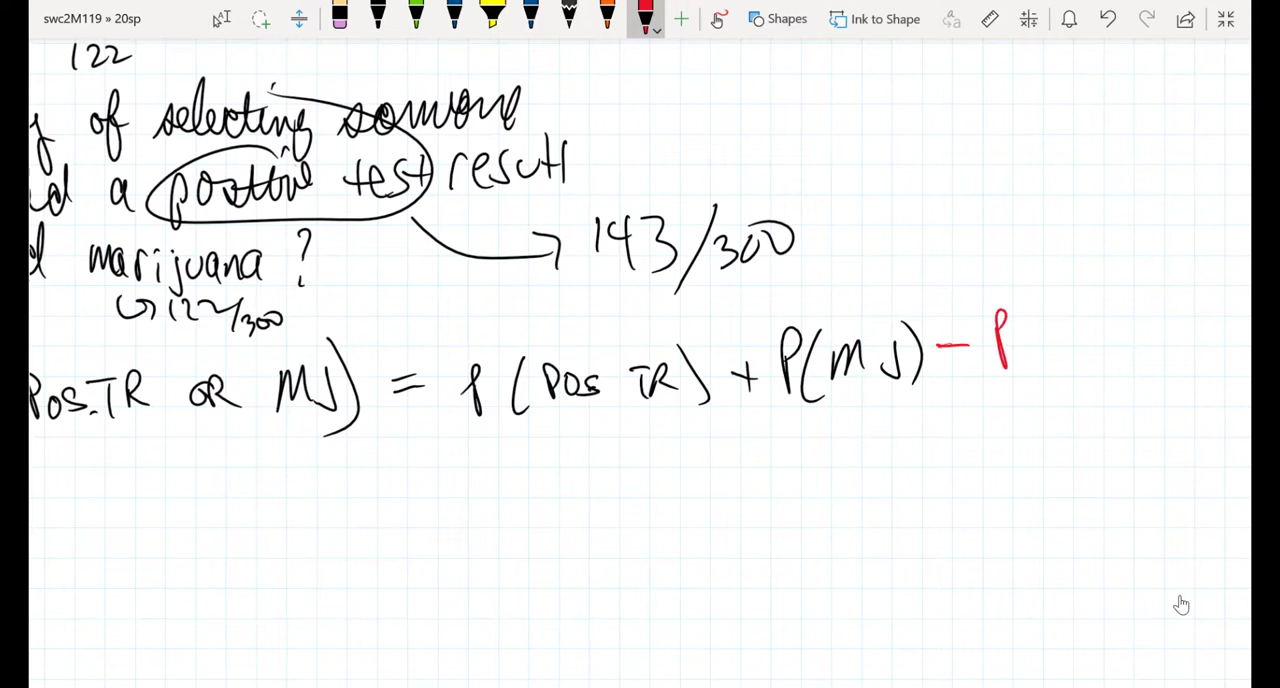 swc2M119 » 20sp
Shapes
Ink to Shape
122
y of selecting someone
d a positive test result
marijuana ?
122/300
143/300
POS.TR OR MJ) = P (POS TR) + P(MJ) - P